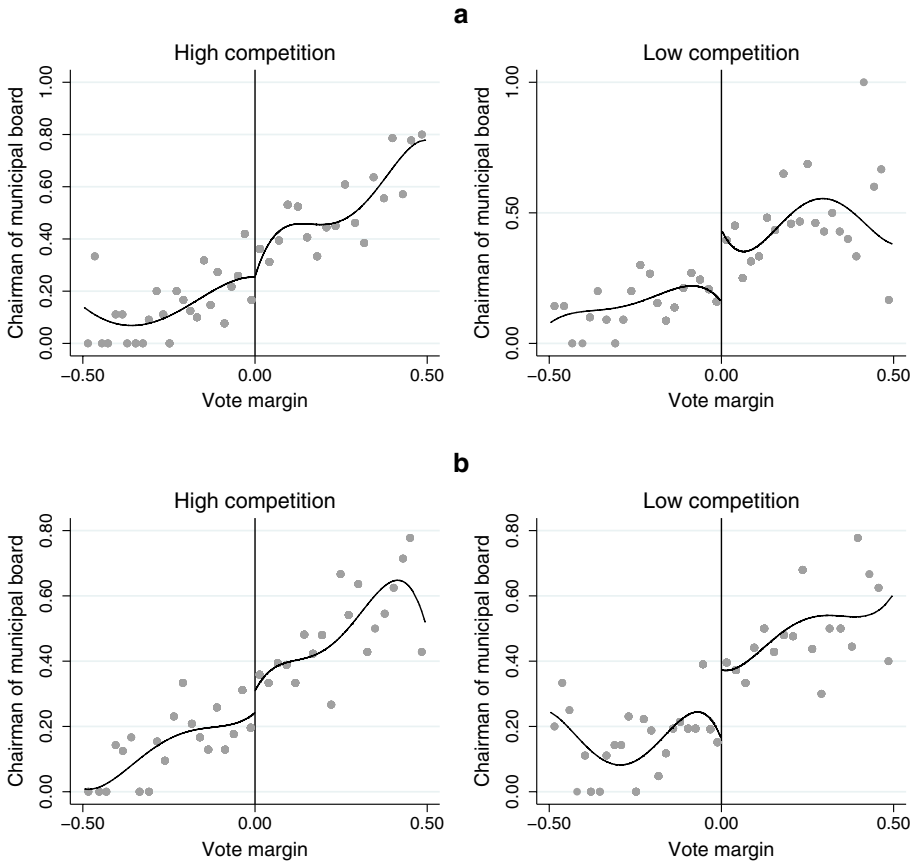 a
High competition
Low competition
Chairman of municipal board
1.00
0.80
0.60
0.40
0.20
0.00
−0.50
0.00
0.50
Vote margin
Chairman of municipal board
1.00
0.50
0.00
−0.50
0.00
0.50
Vote margin
b
High competition
Low competition
Chairman of municipal board
0.80
0.60
0.40
0.20
0.00
−0.50
0.00
0.50
Vote margin
Chairman of municipal board
0.80
0.60
0.40
0.20
0.00
−0.50
0.00
0.50
Vote margin